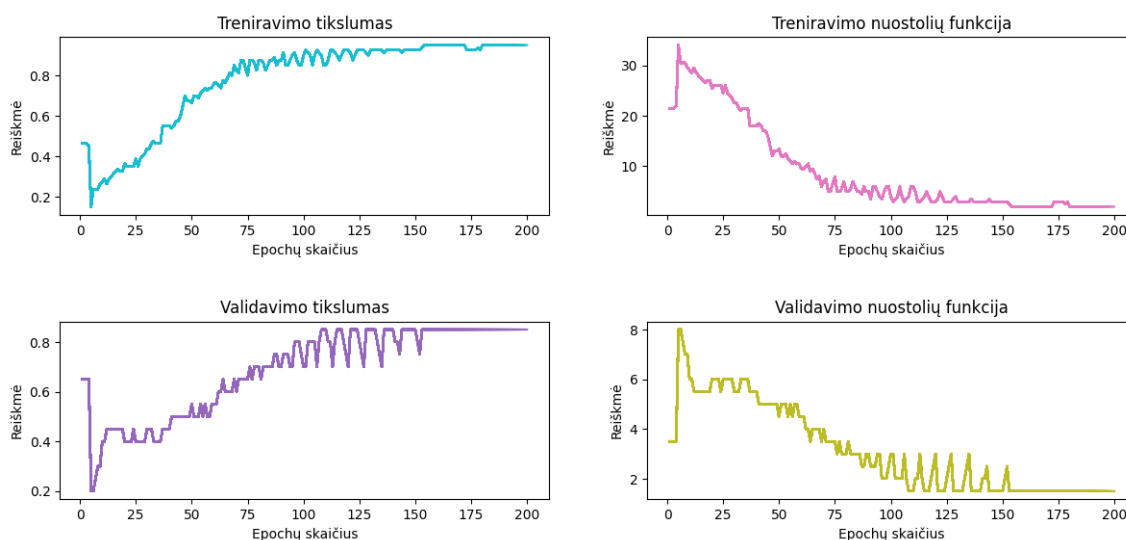 Treniravimo tikslumas
Reiškmė
0.8
0.6
0.4
0.2
0 25 50 75 100 125 150 175 200
Epochų skaičius
Treniravimo nuostolių funkcija
Reiškmė
30
20
10
0 25 50 75 100 125 150 175 200
Epochų skaičius
Validavimo tikslumas
Reiškmė
0.8
0.6
0.4
0.2
0 25 50 75 100 125 150 175 200
Epochų skaičius
Validavimo nuostolių funkcija
Reiškmė
8
6
4
2
0 25 50 75 100 125 150 175 200
Epochų skaičius